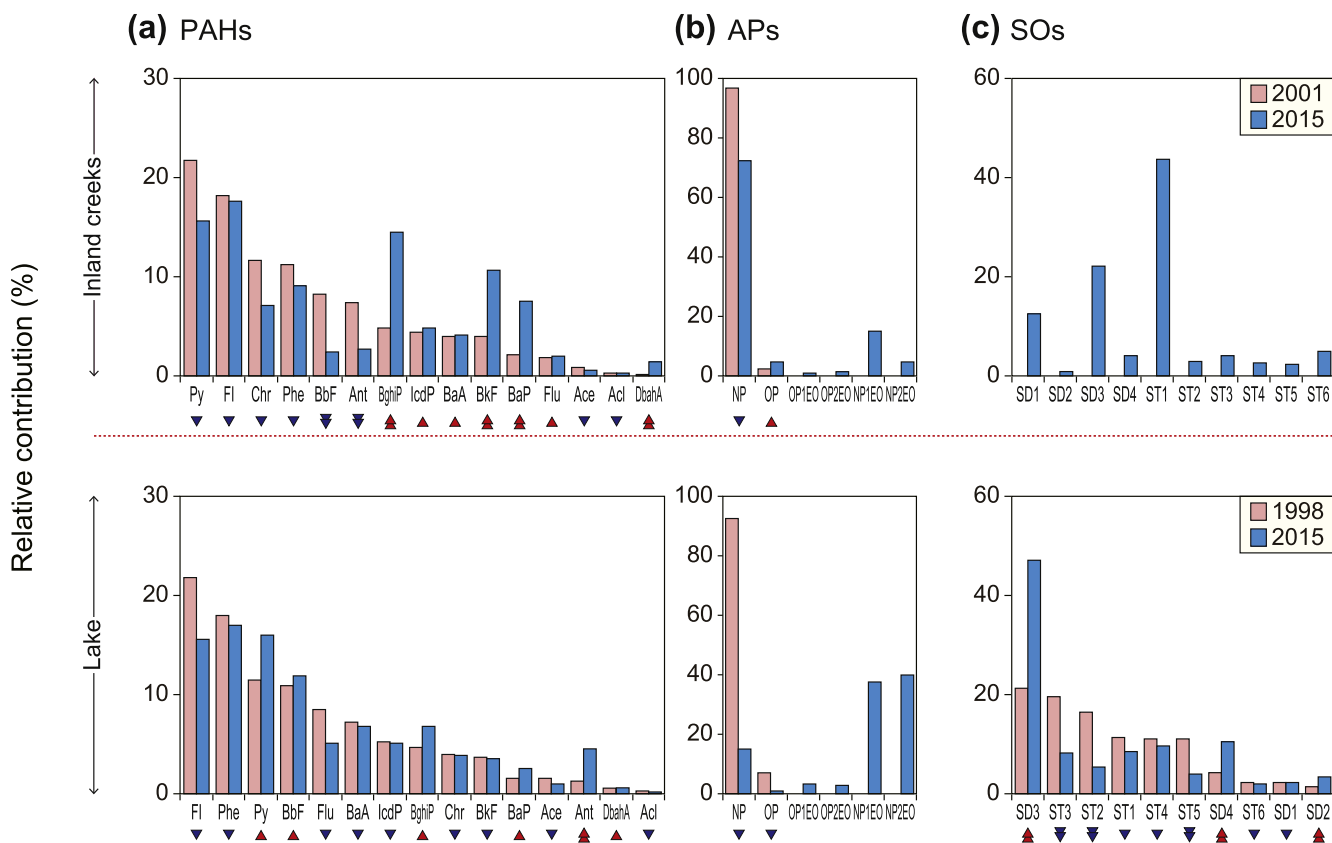 (a) PAHs
(b) APs
(c) SOs
Relative contribution (%)
Inland creeks
30
20
10
0
Py Fl Chr Phe BbF Ant BghiP IcdP BaA BkF BaP Flu Ace Acl DbahA
100
80
60
40
20
0
NP OP OP1EO OP2EO NP1EO NP2EO
60
40
20
0
2001
2015
SD1 SD2 SD3 SD4 ST1 ST2 ST3 ST4 ST5 ST6
Lake
30
20
10
0
Fl Phe Py BbF Flu BaA IcdP BghiP Chr BkF BaP Ace Ant DbahA Acl
100
80
60
40
20
0
NP OP OP1EO OP2EO NP1EO NP2EO
60
40
20
0
1998
2015
SD3 ST3 ST2 ST1 ST4 ST5 SD4 ST6 SD1 SD2